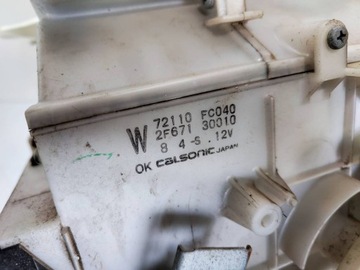 72110 FC040
W 2F671 30010
8 4-S .12V
OK calsonic JAPAN